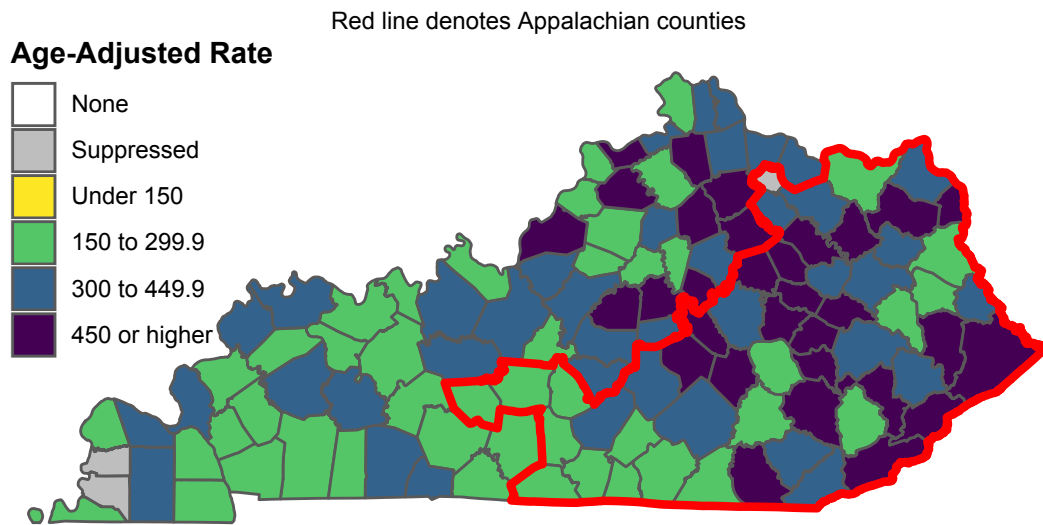 Red line denotes Appalachian counties
Age-Adjusted Rate
None
Suppressed
Under 150
150 to 299.9
300 to 449.9
450 or higher